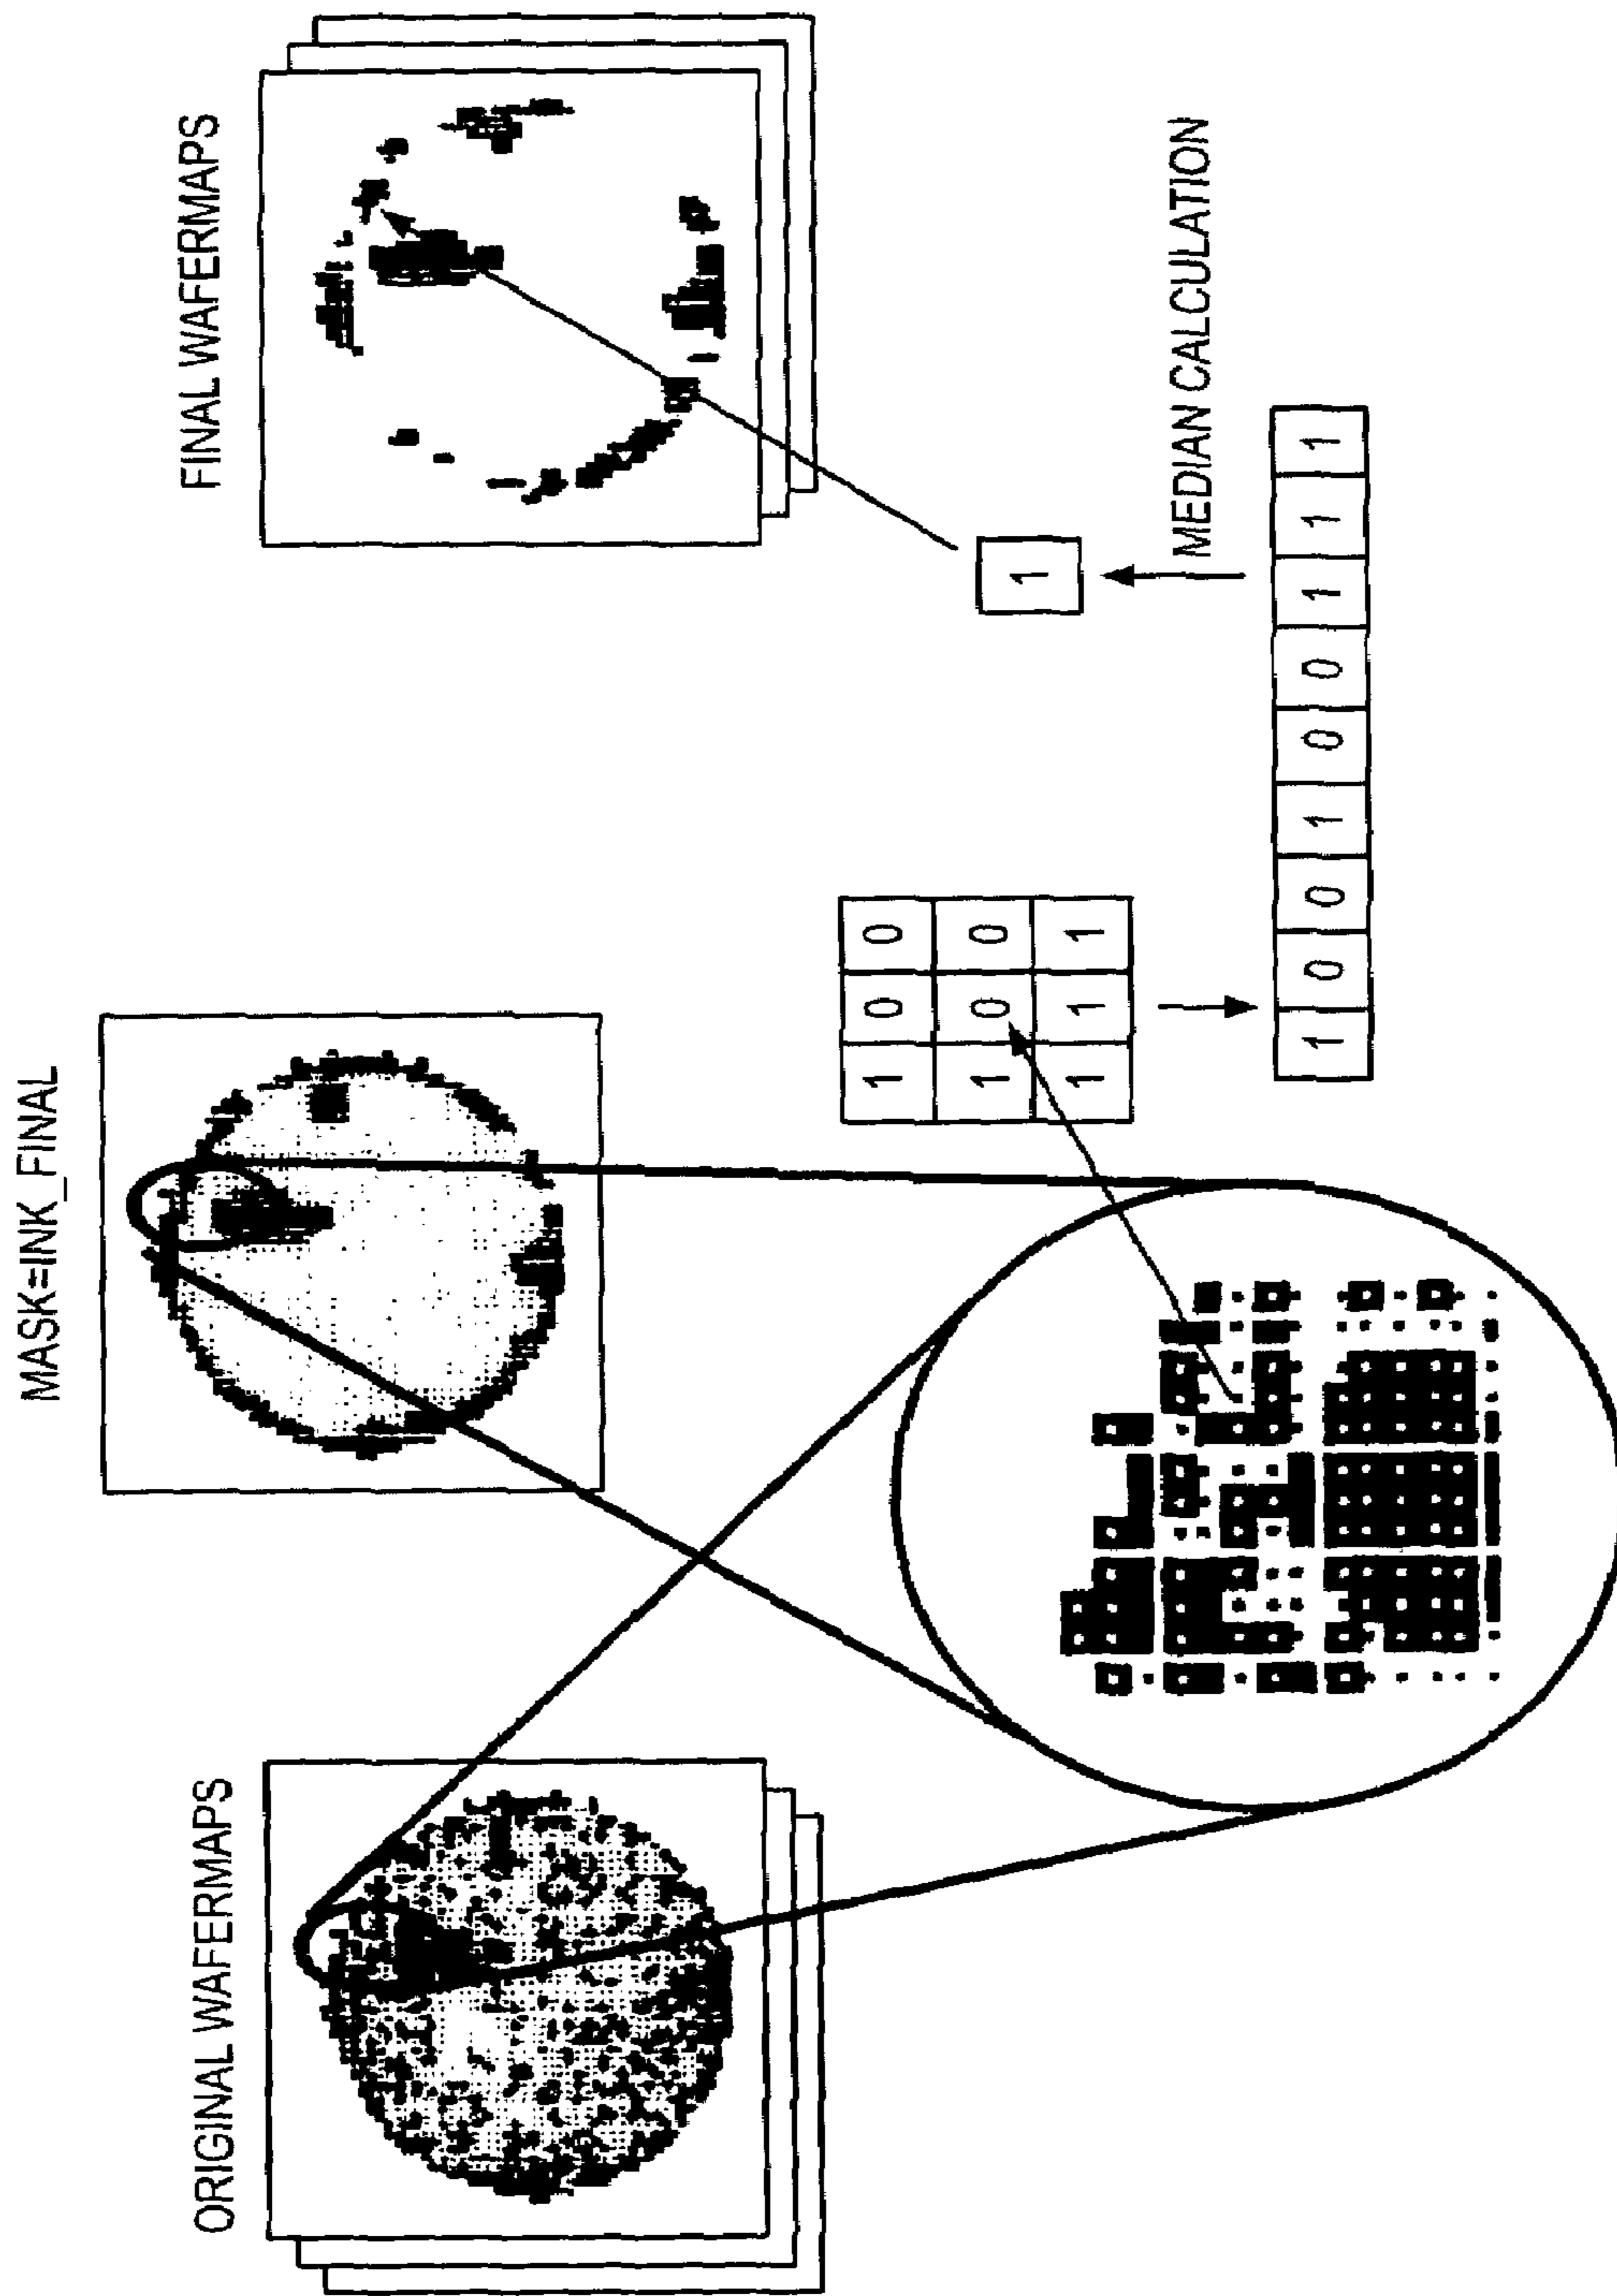 MASK=INK_FINAL
ORIGINAL WAFERMAPS
FINAL WAFERMAPS
1 0 0
1 0 0
1 1 1
1
MEDIAN CALCULATION
1 0 0 1 0 0 1 1 1